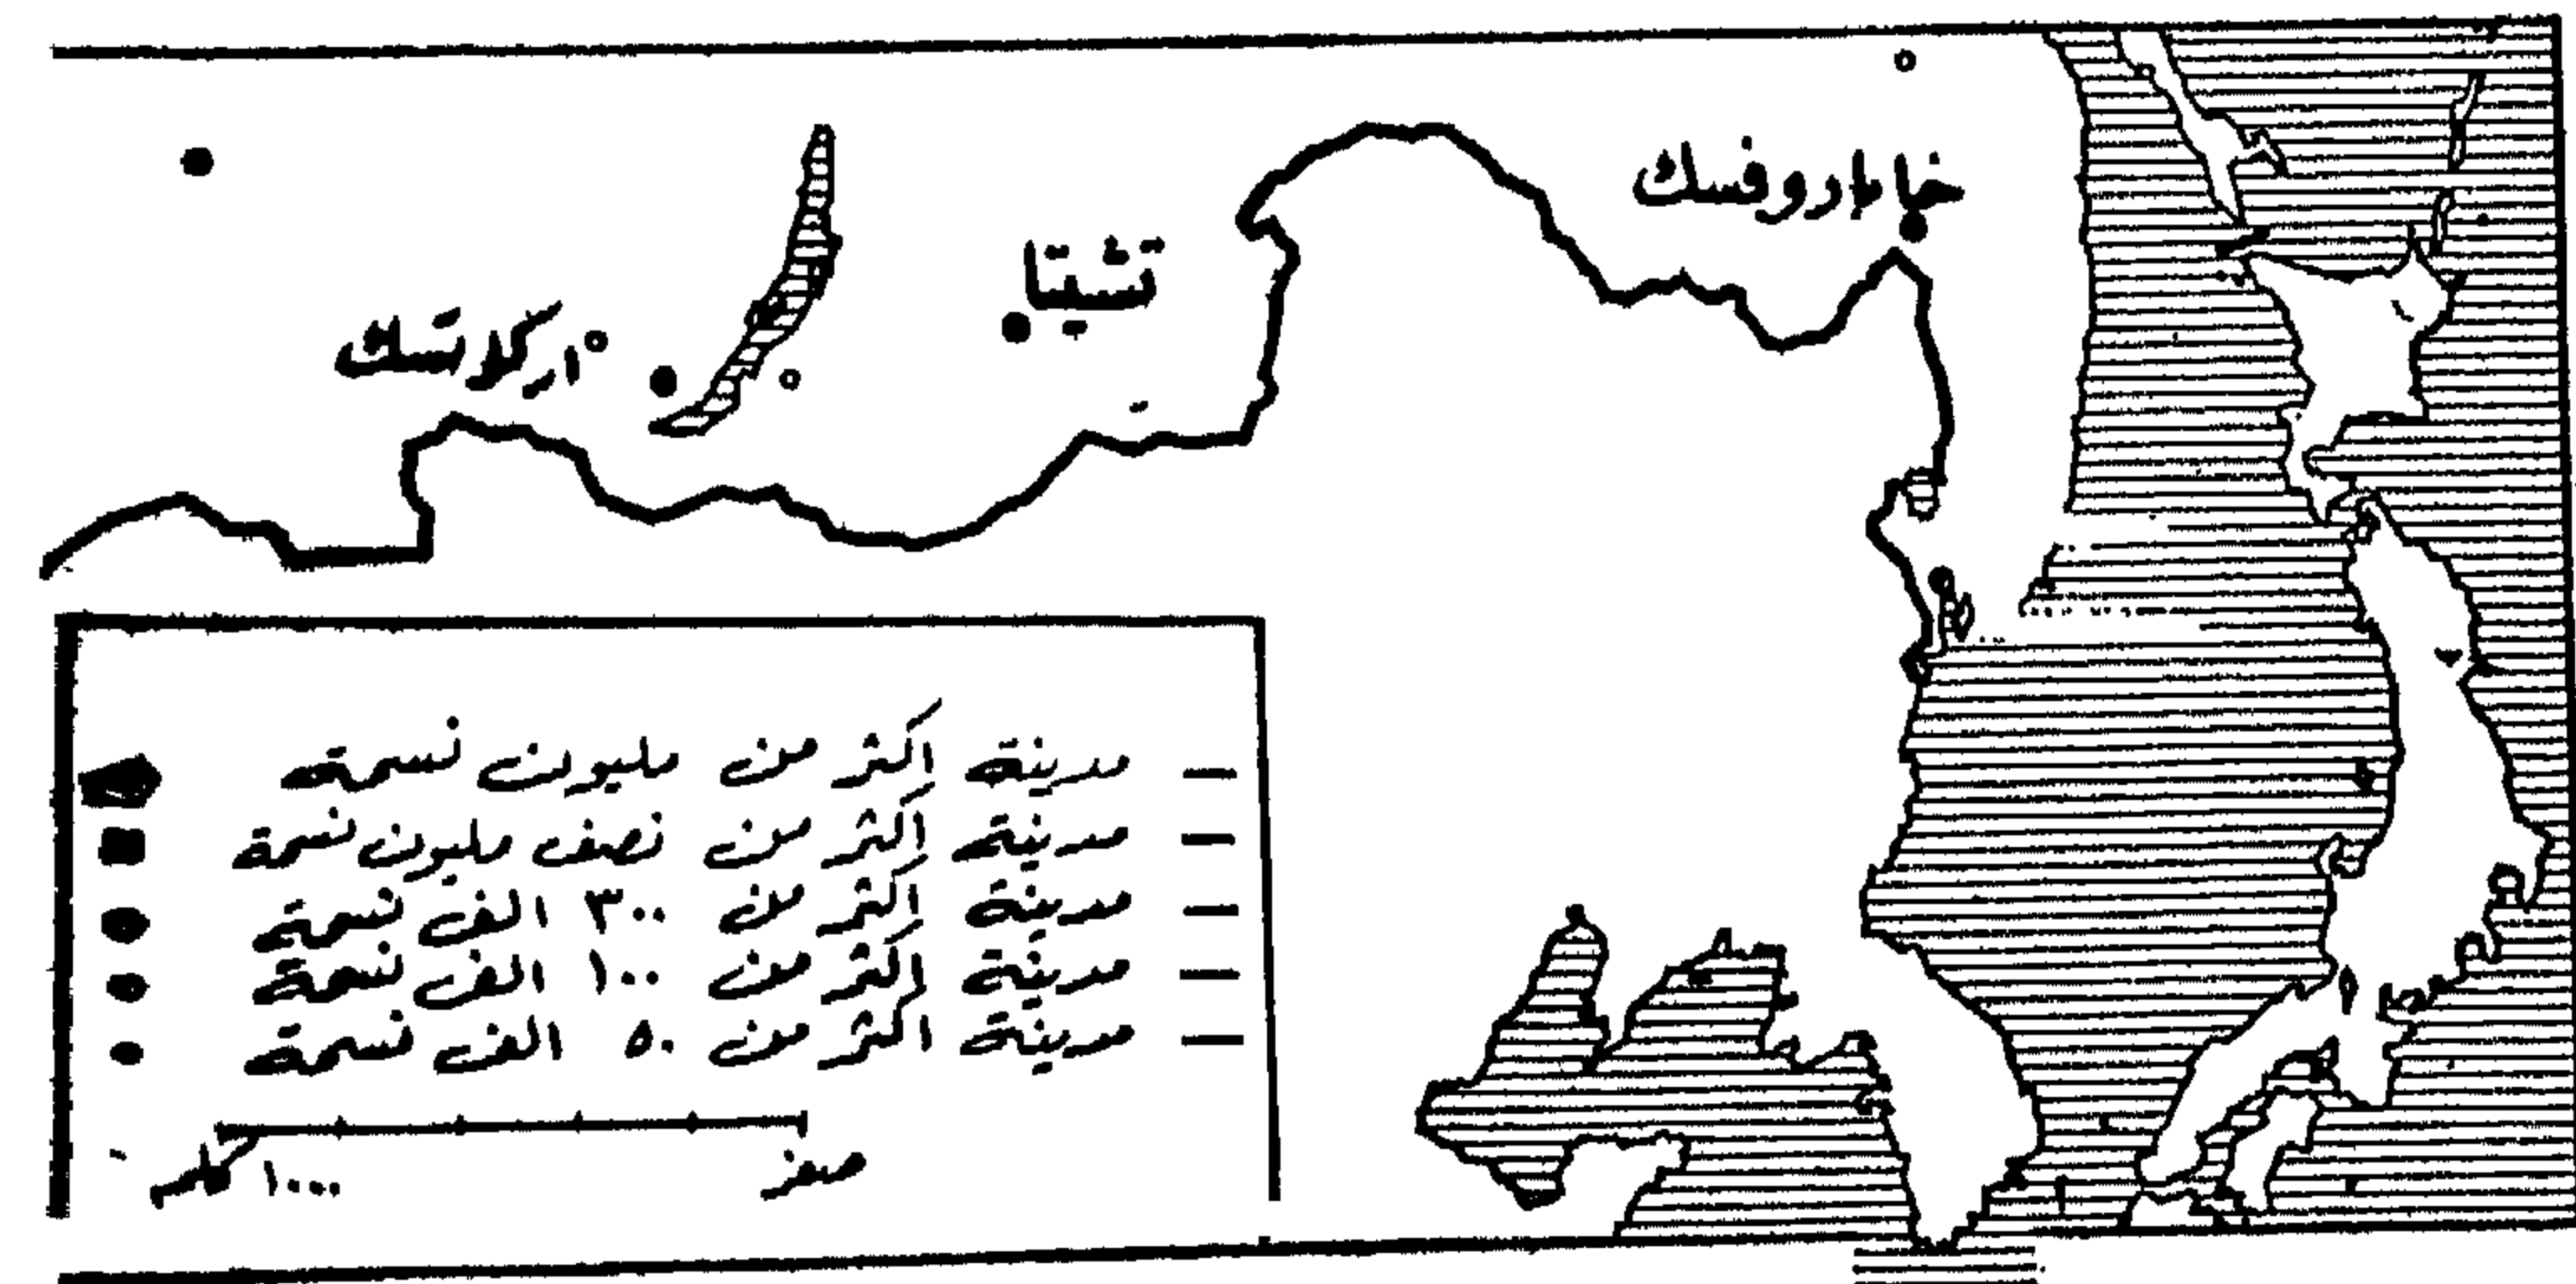 خاباروفسك
تشيتا
اركوتسك
— مدينة اكثر من مليون نسمة
— مدينة اكثر من نصف مليون نسمة
— مدينة اكثر من ٣٠٠ الف نسمة
— مدينة اكثر من ١٠٠ الف نسمة
— مدينة اكثر من ٥٠ الف نسمة
صفر ١٠٠٠ كلم